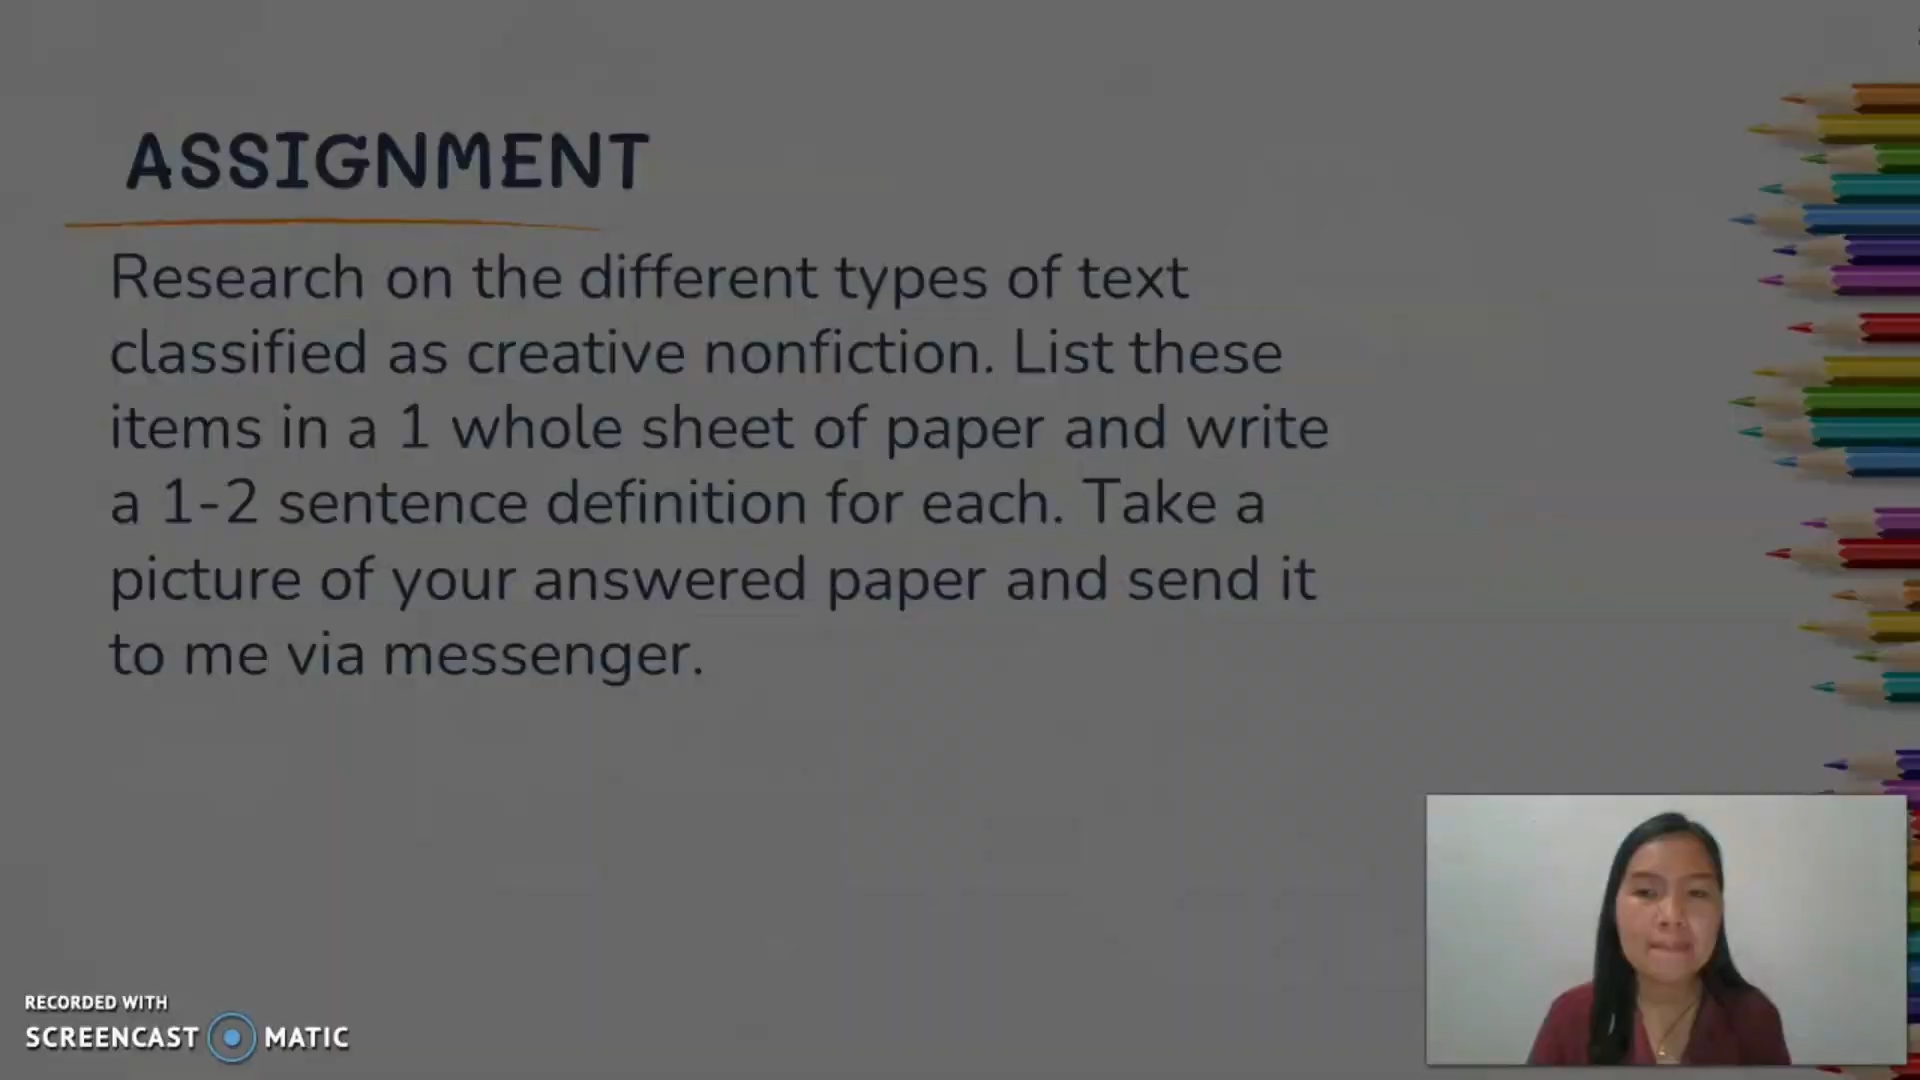 ASSIGNMENT
Research on the different types of text
classified as creative nonfiction. List these
items in a 1 whole sheet of paper and write
a 1-2 sentence definition for each. Take a
picture of your answered paper and send it
to me via messenger.
RECORDED WITH
SCREENCAST MATIC